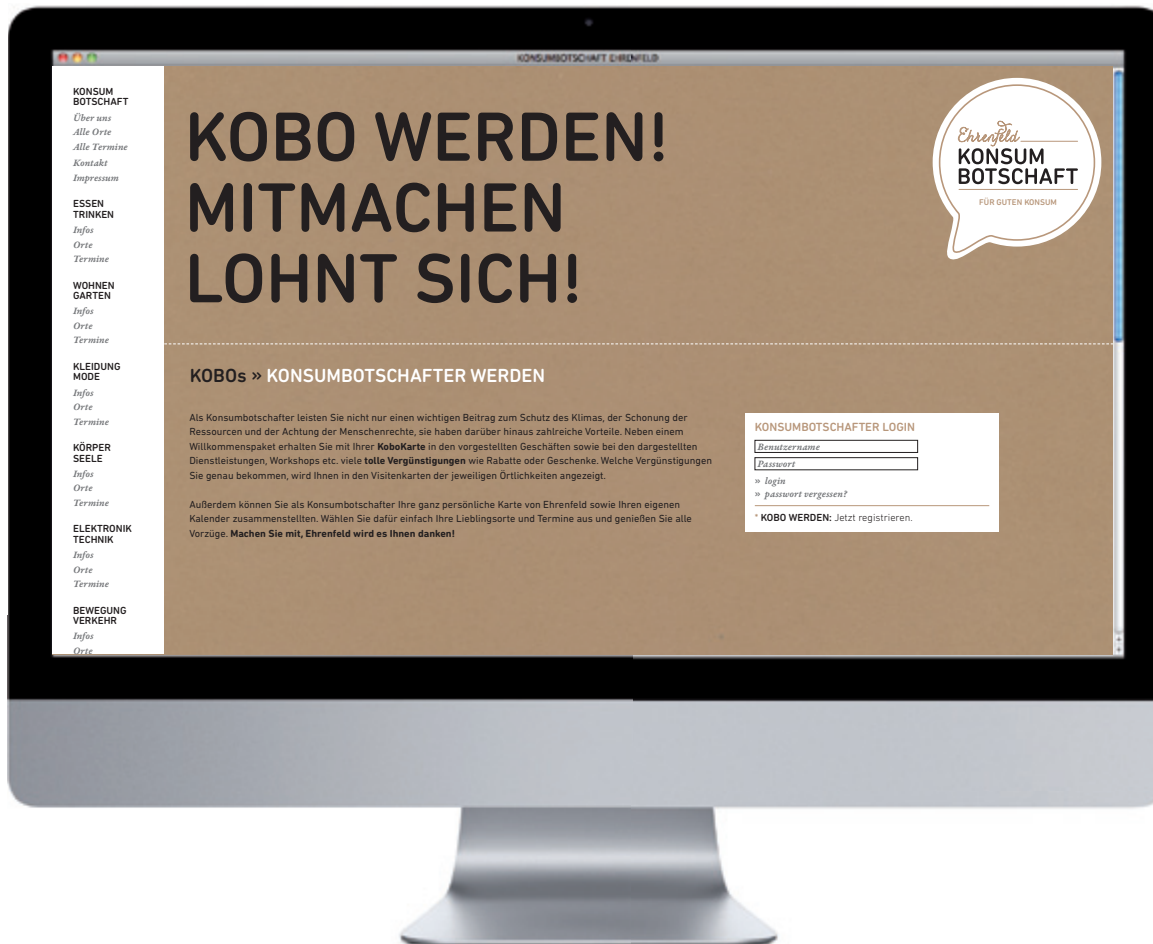 KONSUMBOTSCHAFT EHRENFELD
KONSUM
BOTSCHAFT
Über uns
Alle Orte
Alle Termine
Kontakt
Impressum
ESSEN
TRINKEN
Infos
Orte
Termine
WOHNEN
GARTEN
Infos
Orte
Termine
KLEIDUNG
MODE
Infos
Orte
Termine
KÖRPER
SEELE
Infos
Orte
Termine
ELEKTRONIK
TECHNIK
Infos
Orte
Termine
BEWEGUNG
VERKEHR
Infos
Orte
KOBO WERDEN!
MITMACHEN
LOHNT SICH!
Ehrenfeld
KONSUM
BOTSCHAFT
FÜR GUTEN KONSUM
KOBOs » KONSUMBOTSCHAFTER WERDEN
Als Konsumbotschafter leisten Sie nicht nur einen wichtigen Beitrag zum Schutz des Klimas, der Schonung der
Ressourcen und der Achtung der Menschenrechte, sie haben darüber hinaus zahlreiche Vorteile. Neben einem
Willkommenspaket erhalten Sie mit Ihrer KoboKarte in den vorgestellten Geschäften sowie bei den dargestellten
Dienstleistungen, Workshops etc. viele tolle Vergünstigungen wie Rabatte oder Geschenke. Welche Vergünstigungen
Sie genau bekommen, wird Ihnen in den Visitenkarten der jeweiligen Örtlichkeiten angezeigt.
Außerdem können Sie als Konsumbotschafter Ihre ganz persönliche Karte von Ehrenfeld sowie Ihren eigenen
Kalender zusammenstellten. Wählen Sie dafür einfach Ihre Lieblingsorte und Termine aus und genießen Sie alle
Vorzüge. Machen Sie mit, Ehrenfeld wird es Ihnen danken!
KONSUMBOTSCHAFTER LOGIN
Benutzername
Passwort
» login
» passwort vergessen?
* KOBO WERDEN: Jetzt registrieren.